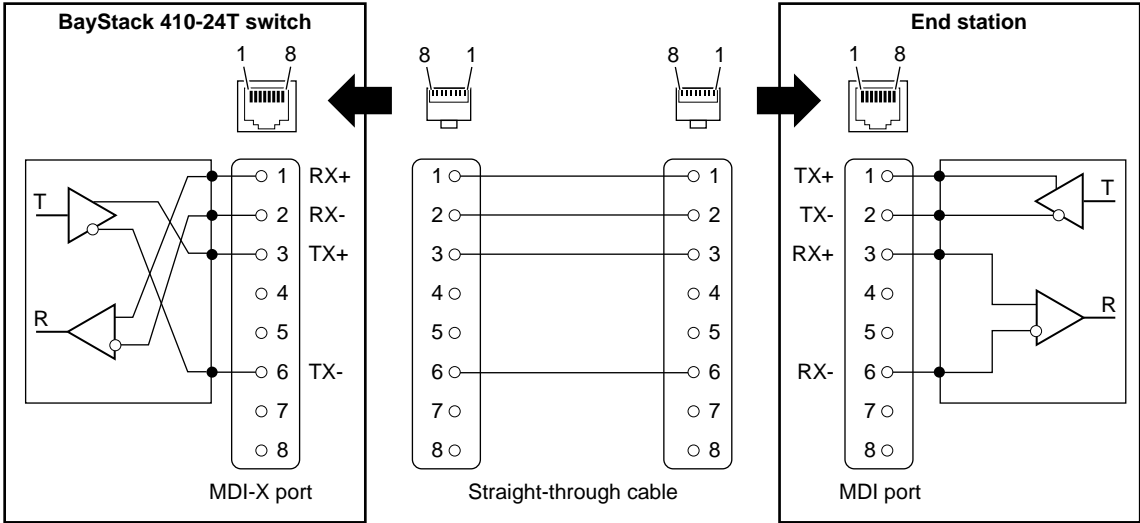 BayStack 410-24T switch
End station
1 8
8 1
8 1
1 8
1 RX+
2 RX-
3 TX+
4
5
6 TX-
7
8
T
R
1
2
3
4
5
6
7
8
1
2
3
4
5
6
7
8
TX+ 1
TX- 2
RX+ 3
4
5
RX- 6
7
8
T
R
MDI-X port
Straight-through cable
MDI port